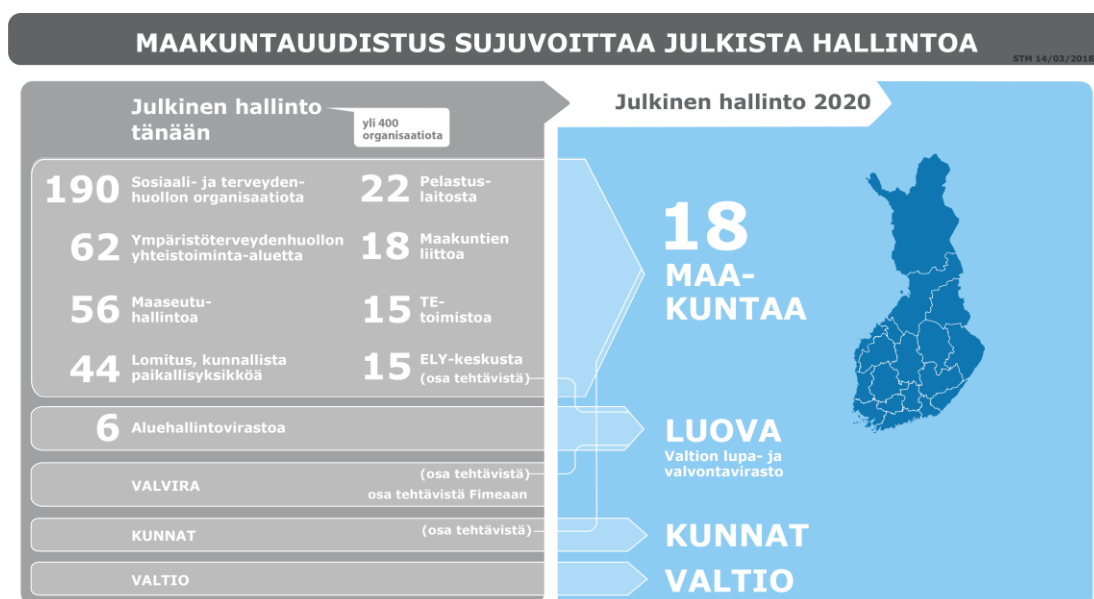 MAAKUNTAUUDISTUS SUJUVOITTAA JULKISTA HALLINTOA
STM 14/03/2018
Julkinen hallinto
tänään
yli 400
organisaatiota
190 Sosiaali- ja terveyden-
huollon organisaatiota
22 Pelastus-
laitosta
62 Ympäristöterveydenhuollon
yhteistoiminta-aluetta
18 Maakuntien
liittoa
56 Maaseutu-
hallintoa
15 TE-
toimistoa
44 Lomitus, kunnallista
paikallisyksikköä
15 ELY-keskusta
(osa tehtävistä)
6 Aluehallintovirastoa
VALVIRA
(osa tehtävistä)
osa tehtävistä Fimeaan
KUNNAT
(osa tehtävistä)
VALTIO
Julkinen hallinto 2020
18
MAA-
KUNTAA
LUOVA
Valtion lupa- ja
valvontavirasto
KUNNAT
VALTIO